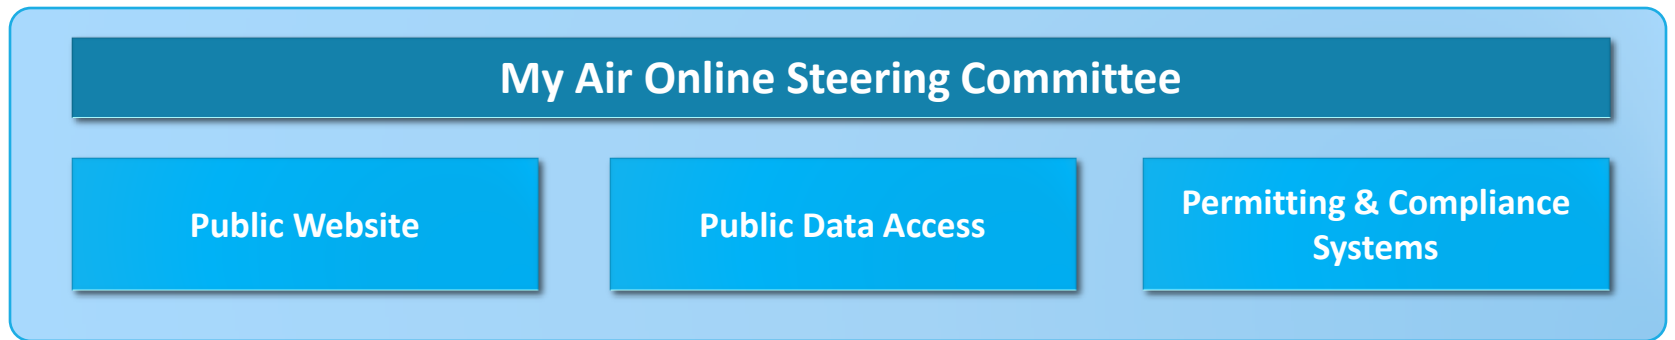 My Air Online Steering Committee
Public Website
Public Data Access
Permitting & Compliance
Systems